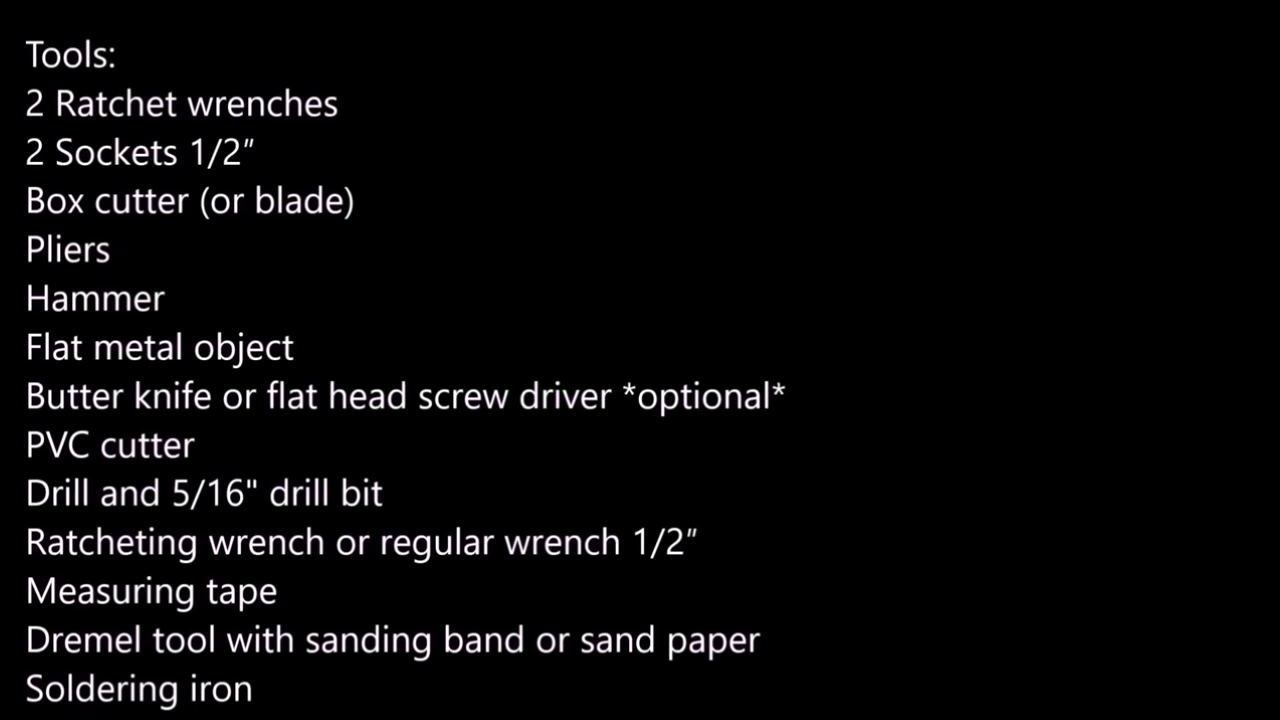 Tools:
2 Ratchet wrenches
2 Sockets 1/2″
Box cutter (or blade)
Pliers
Hammer
Flat metal object
Butter knife or flat head screw driver *optional*
PVC cutter
Drill and 5/16" drill bit
Ratcheting wrench or regular wrench 1/2″
Measuring tape
Dremel tool with sanding band or sand paper
Soldering iron